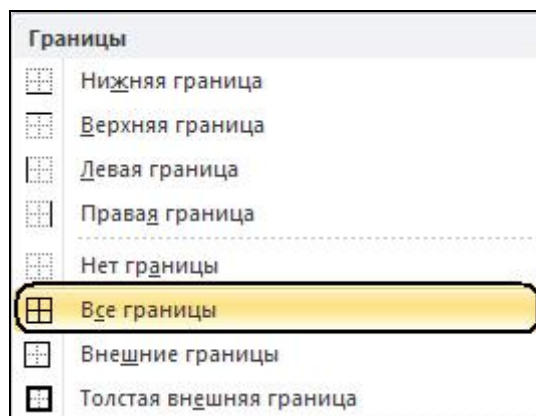 Границы
Нижняя граница
Верхняя граница
Левая граница
Правая граница
Нет границы
Все границы
Внешние границы
Толстая внешняя граница